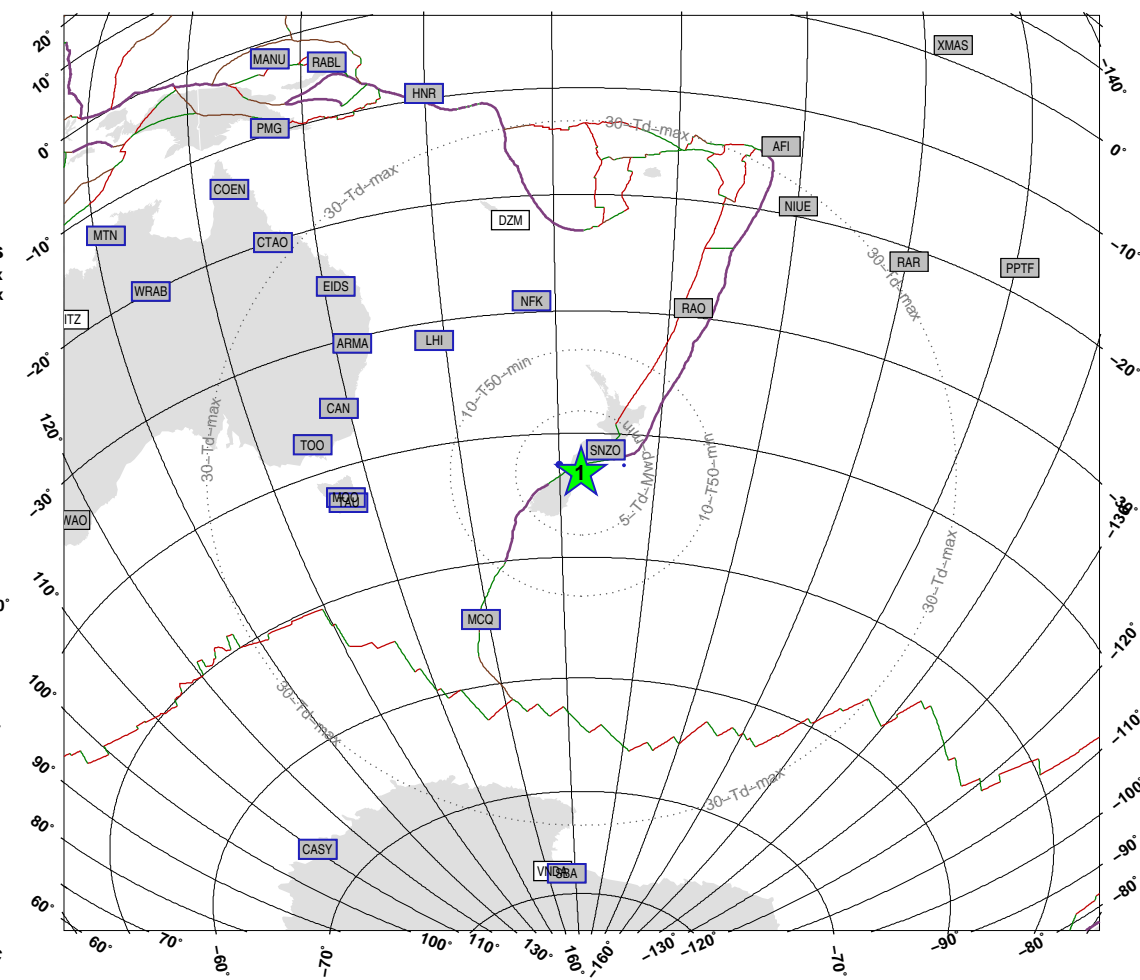 20°
10°
0°
-10°
-20°
120°
-30°
110°
100°
90°
80°
60°
60°
70°
-60°
-70°
100°
110°
130°
160°
-160°
-130°
-120°
-70°
-90°
-80°
-140°
0°
-10°
-20°
-120°
-110°
-100°
-90°
-80°
XMAS
MANU
RABL
HNR
PMG
30-Td-max
AFI
COEN
30-Td-max
NIUE
DZM
MTN
CTAO
RAR
PPTF
30-Td-max
WRAB
EIDS
NFK
RAO
ITZ
ARMA
LHI
10-T50-min
CAN
30-Td-max
TOO
SNZO
1
5-Td-Mwp-min
10-T50-min
TAU
WAO
30-Td-max
MCQ
30-Td-max
30-Td-max
CASY
VNDA
SBA